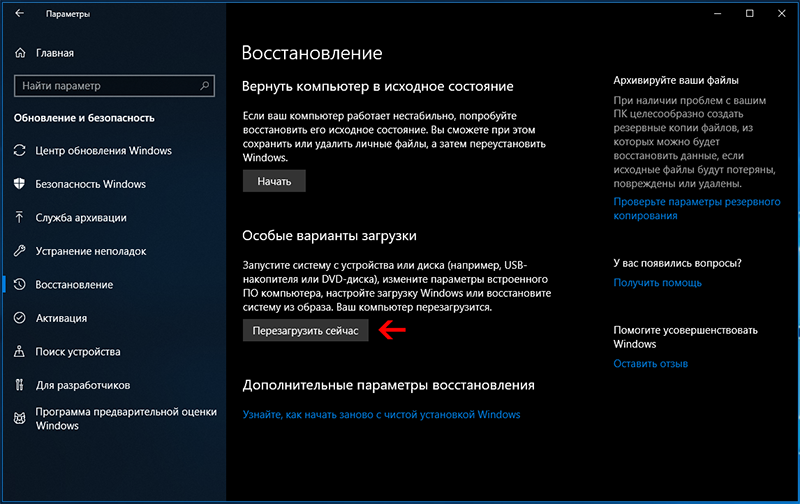 Параметры
Главная
Найти параметр
Обновление и безопасность
Центр обновления Windows
Безопасность Windows
Служба архивации
Устранение неполадок
Восстановление
Активация
Поиск устройства
Для разработчиков
Программа предварительной оценки
Windows
Восстановление
Вернуть компьютер в исходное состояние
Если ваш компьютер работает нестабильно, попробуйте
восстановить его исходное состояние. Вы сможете при этом
сохранить или удалить личные файлы, а затем переустановить
Windows.
Начать
Особые варианты загрузки
Запустите систему с устройства или диска (например, USB-
накопителя или DVD-диска), измените параметры встроенного
ПО компьютера, настройте загрузку Windows или восстановите
систему из образа. Ваш компьютер перезагрузится.
Перезагрузить сейчас
Дополнительные параметры восстановления
Узнайте, как начать заново с чистой установкой Windows
Архивируйте ваши файлы
При наличии проблем с вашим
ПК целесообразно создать
резервные копии файлов, из
которых можно будет
восстановить данные, если
исходные файлы будут потеряны,
повреждены или удалены.
Проверьте параметры резервного
копирования
У вас появились вопросы?
Получить помощь
Помогите усовершенствовать
Windows
Оставить отзыв